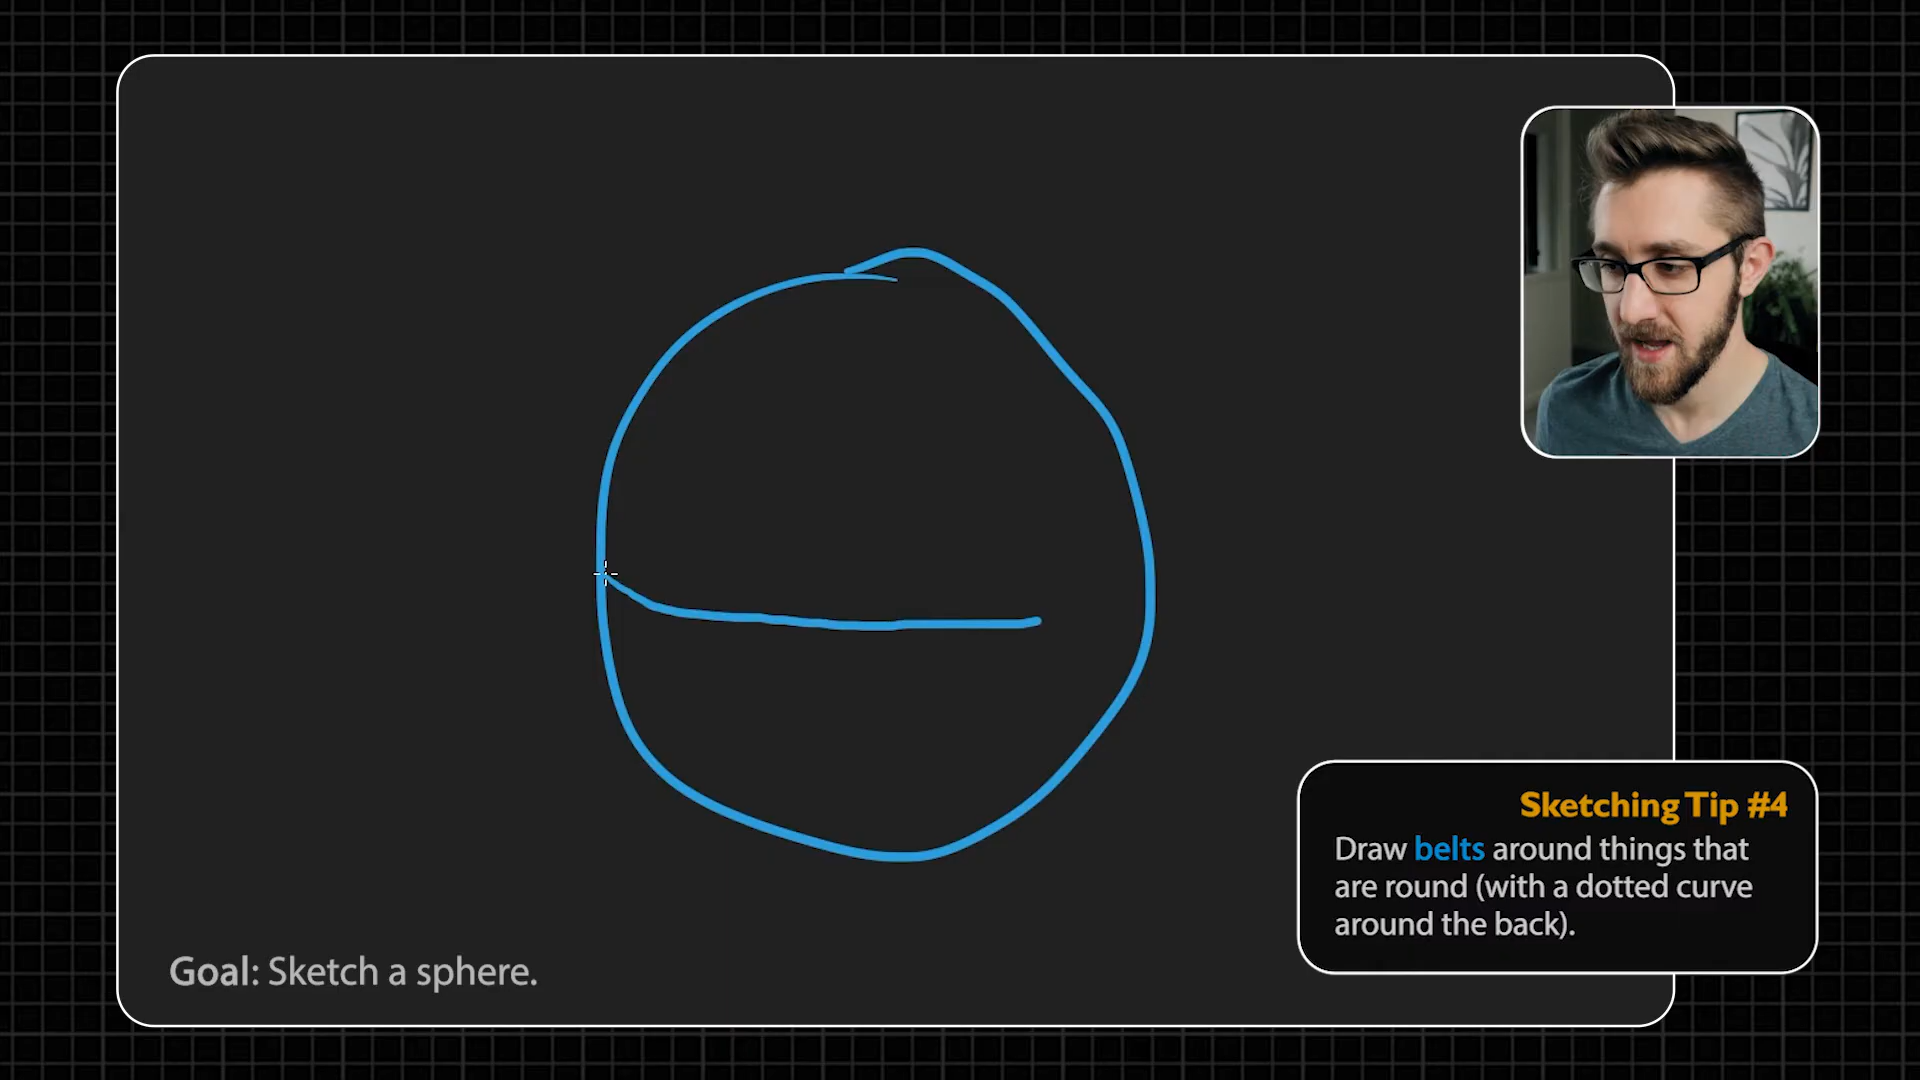 Sketching Tip #4
Draw belts around things that
are round (with a dotted curve
around the back).
Goal: Sketch a sphere.